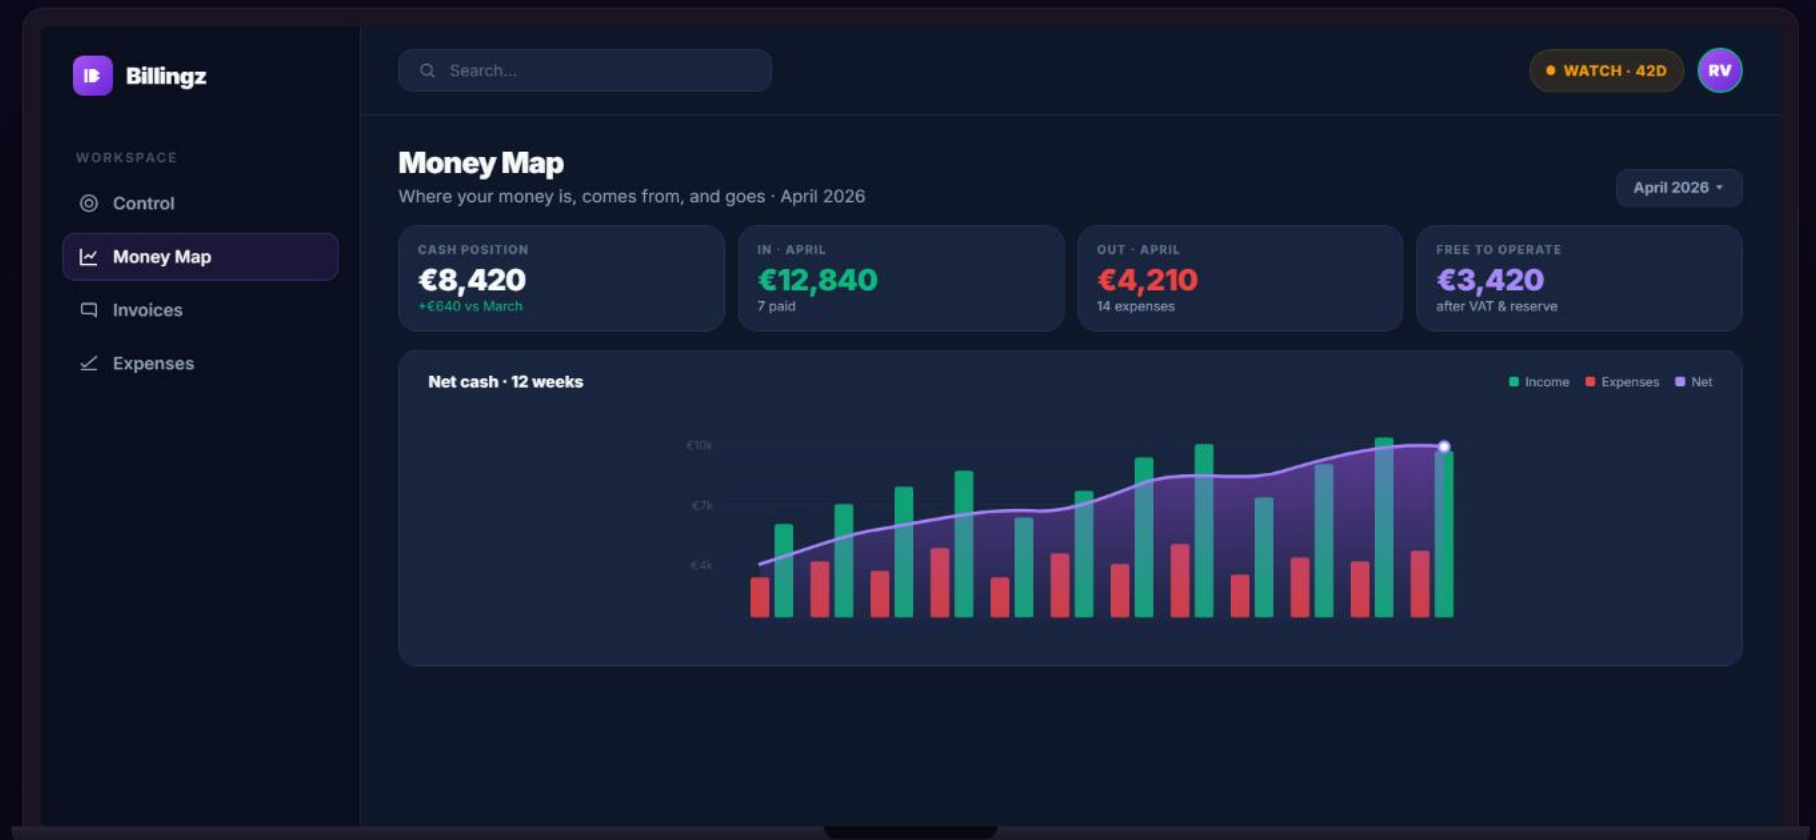 Billingz
Search...
WATCH · 42D
RV
WORKSPACE
Control
Money Map
Invoices
Expenses
Money Map
Where your money is, comes from, and goes · April 2026
April 2026
CASH POSITION
€8,420
+€640 vs March
IN · APRIL
€12,840
7 paid
OUT · APRIL
€4,210
14 expenses
FREE TO OPERATE
€3,420
after VAT & reserve
Net cash · 12 weeks
Income
Expenses
Net
€10k
€7k
€4k